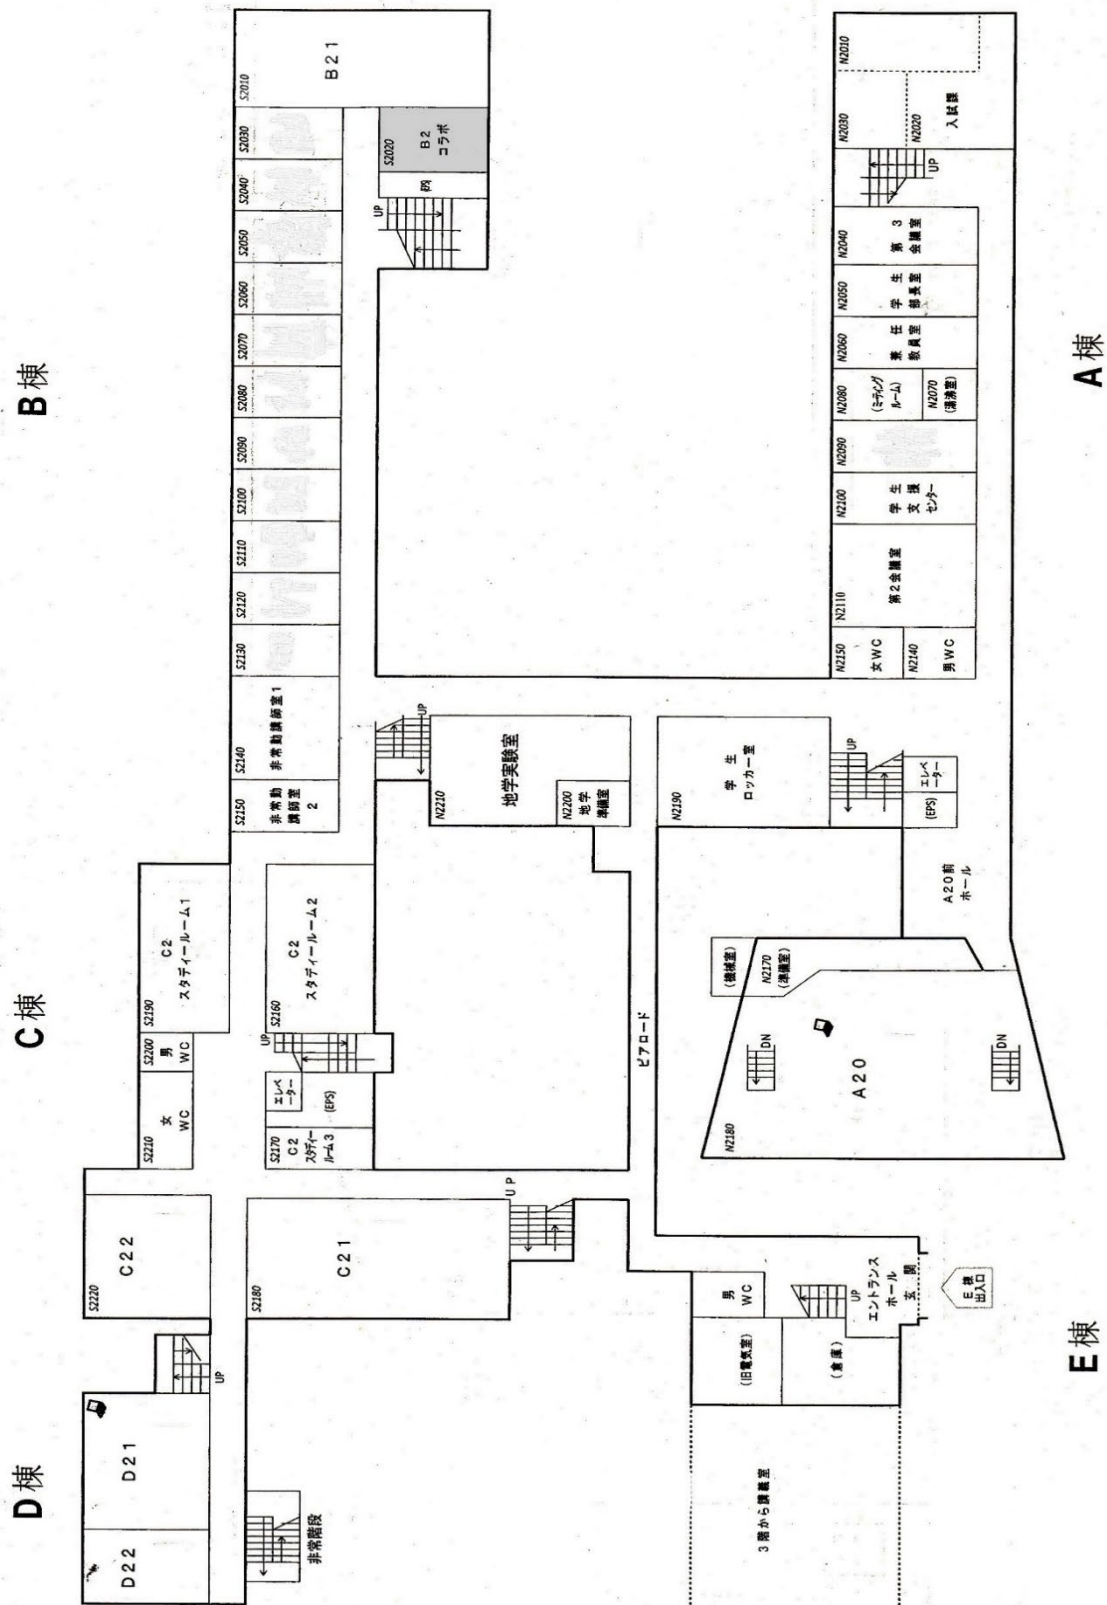 B棟
C棟
D棟
A棟
E棟
S2010
B21
S2030
S2040
S2050
S2060
S2070
S2080
S2090
S2100
S2110
S2120
S2130
S2140
非常勤講師室1
S2150
非常勤
講師室
2
S2020
B2
コラボ
UP
S2190
C2
スタディールーム1
S2160
C2
スタディールーム2
S2200
男
WC
S2210
女
WC
UP
エレベ
ーター
(EPS)
S2170
C2
スタディー
ルーム3
S2220
C22
S2180
C21
UP
UP
D21
D22
非常階段
UP
N2210
地学実験室
N2200
地学
準備室
N2190
学生
ロッカー室
UP
エレベ
ーター
(EPS)
A20前
ホール
ピアロード
(機械室)
N2170
(準備室)
N2180
A20
DN
DN
N2010
N2030
N2020
入試課
UP
N2040
第3
会議室
N2050
学生
部長室
N2060
兼任
教員室
N2080
(ミーティング
ルーム)
N2070
(湯沸室)
N2090
N2100
学生
支援
センター
N2110
第2会議室
N2150
女WC
N2140
男WC
男
WC
UP
エントランス
ホール
玄関
E棟
出入口
(旧電気室)
(倉庫)
3階から講義室